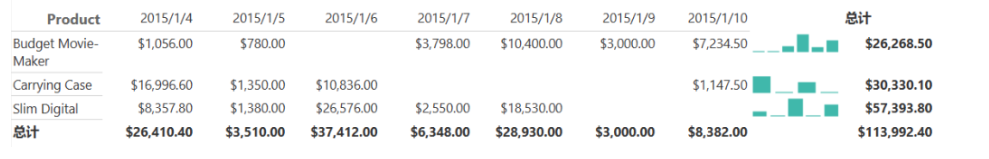 Product 2015/1/4 2015/1/5 2015/1/6 2015/1/7 2015/1/8 2015/1/9 2015/1/10 总计
Budget Movie- $1,056.00 $780.00 $3,798.00 $10,400.00 $3,000.00 $7,234.50 $26,268.50
Maker
Carrying Case $16,996.60 $1,350.00 $10,836.00 $1,147.50 $30,330.10
Slim Digital $8,357.80 $1,380.00 $26,576.00 $2,550.00 $18,530.00 $57,393.80
总计 $26,410.40 $3,510.00 $37,412.00 $6,348.00 $28,930.00 $3,000.00 $8,382.00 $113,992.40